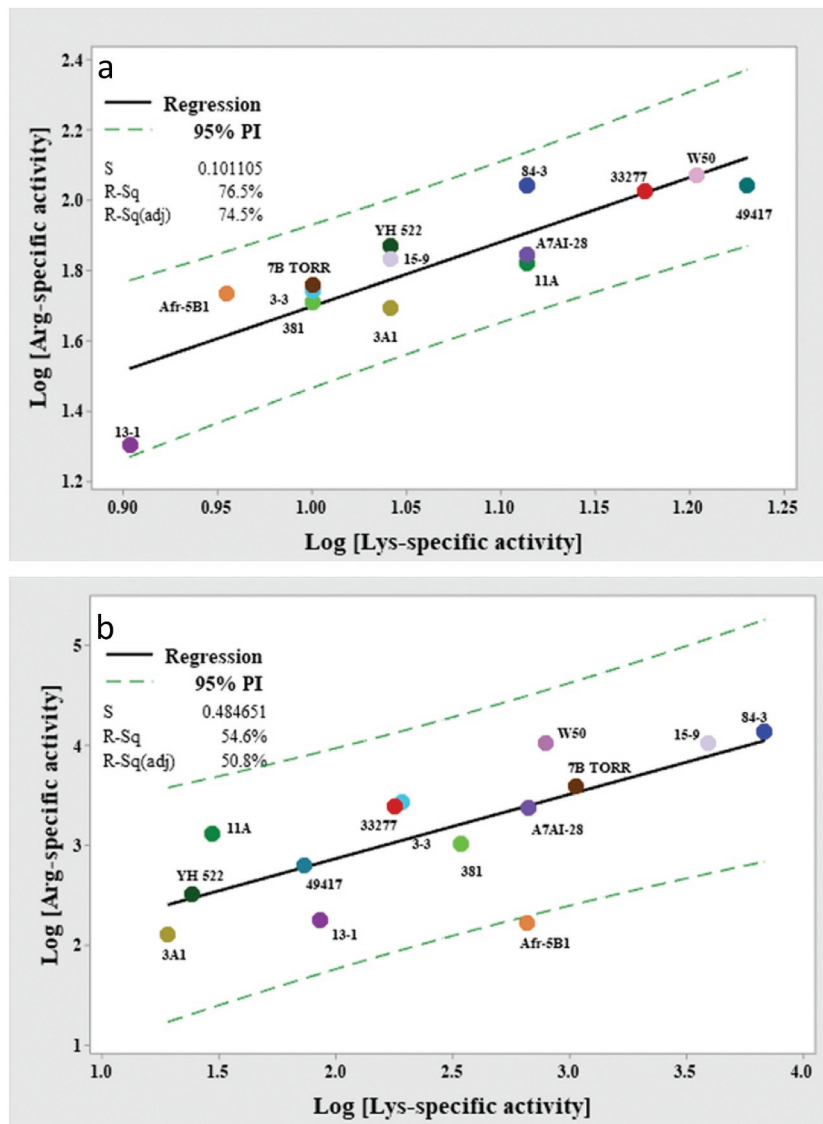 a
Regression
95% PI
S 0.101105
R-Sq 76.5%
R-Sq(adj) 74.5%
2.4
2.2
2.0
1.8
1.6
1.4
1.2
Log [Arg-specific activity]
84-3
33277
W50
49417
YH 522
15-9
A7AI-28
11A
7B TORR
Afr-5B1
3-3
381
3A1
13-1
0.90 0.95 1.00 1.05 1.10 1.15 1.20 1.25
Log [Lys-specific activity]
b
Regression
95% PI
S 0.484651
R-Sq 54.6%
R-Sq(adj) 50.8%
5
4
3
2
1
Log [Arg-specific activity]
84-3
15-9
W50
7B TORR
A7AI-28
11A
33277
3-3
381
YH 522
49417
3A1
13-1
Afr-5B1
1.0 1.5 2.0 2.5 3.0 3.5 4.0
Log [Lys-specific activity]